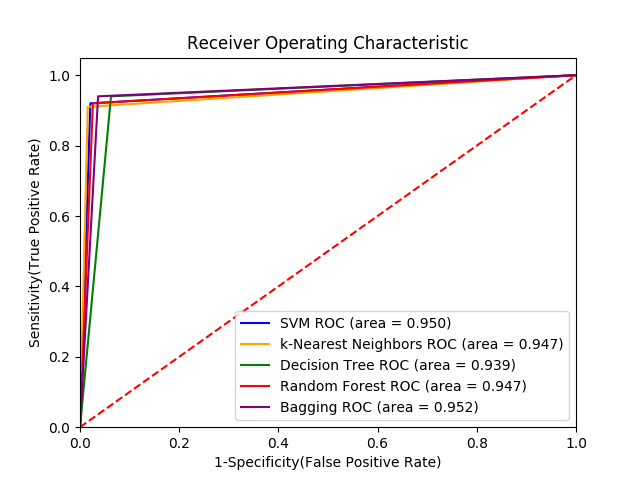 Receiver Operating Characteristic
1.0
0.8
0.6
0.4
0.2
0.0
Sensitivity(True Positive Rate)
SVM ROC (area = 0.950)
k-Nearest Neighbors ROC (area = 0.947)
Decision Tree ROC (area = 0.939)
Random Forest ROC (area = 0.947)
Bagging ROC (area = 0.952)
0.0 0.2 0.4 0.6 0.8 1.0
1-Specificity(False Positive Rate)